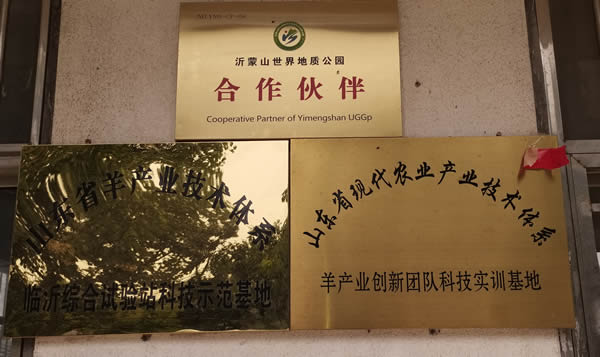 沂蒙山世界地质公园
合作伙伴
Cooperative Partner of Yimengshan UGGp
山东省羊产业技术体系
临沂综合试验站科技示范基地
山东省现代农业产业技术体系
羊产业创新团队科技实训基地